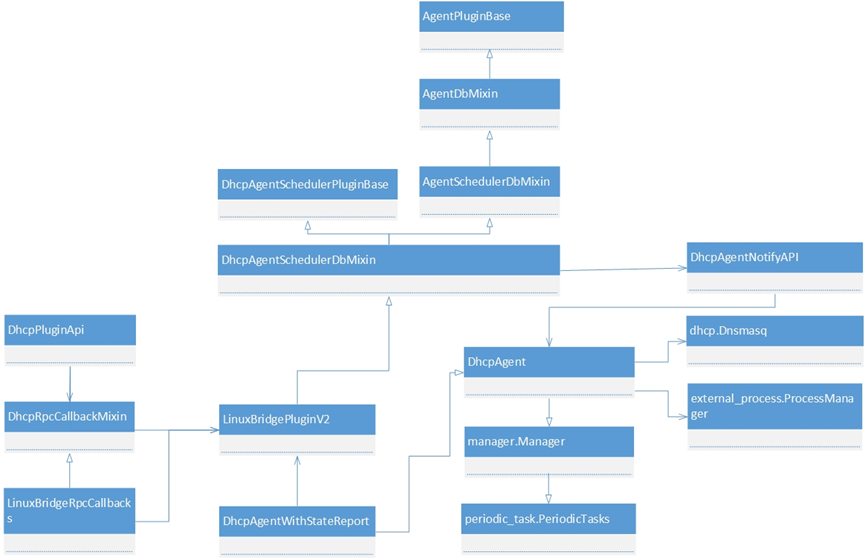 AgentPluginBase
AgentDbMixin
DhcpAgentSchedulerPluginBase
AgentSchedulerDbMixin
DhcpAgentSchedulerDbMixin
DhcpAgentNotifyAPI
DhcpPluginApi
dhcp.Dnsmasq
DhcpAgent
DhcpRpcCallbackMixin
LinuxBridgePluginV2
external_process.ProcessMana
ger
manager.Manager
LinuxBridgeRpcCallback
s
DhcpAgentWithStateReport
periodic_task.PeriodicTasks